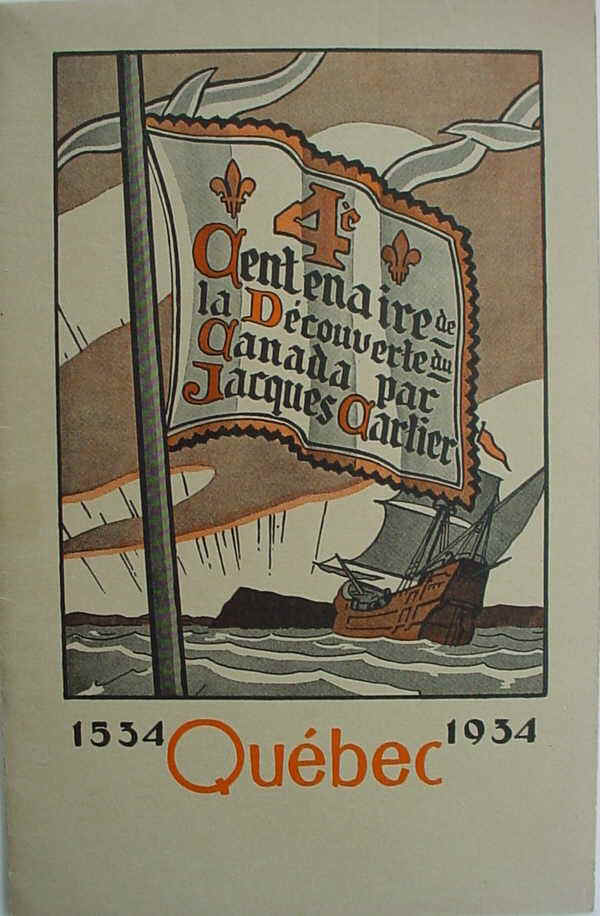 4e
Centenaire de
la Découverte du
Canada par
Jacques Cartier
1534 Québec 1934